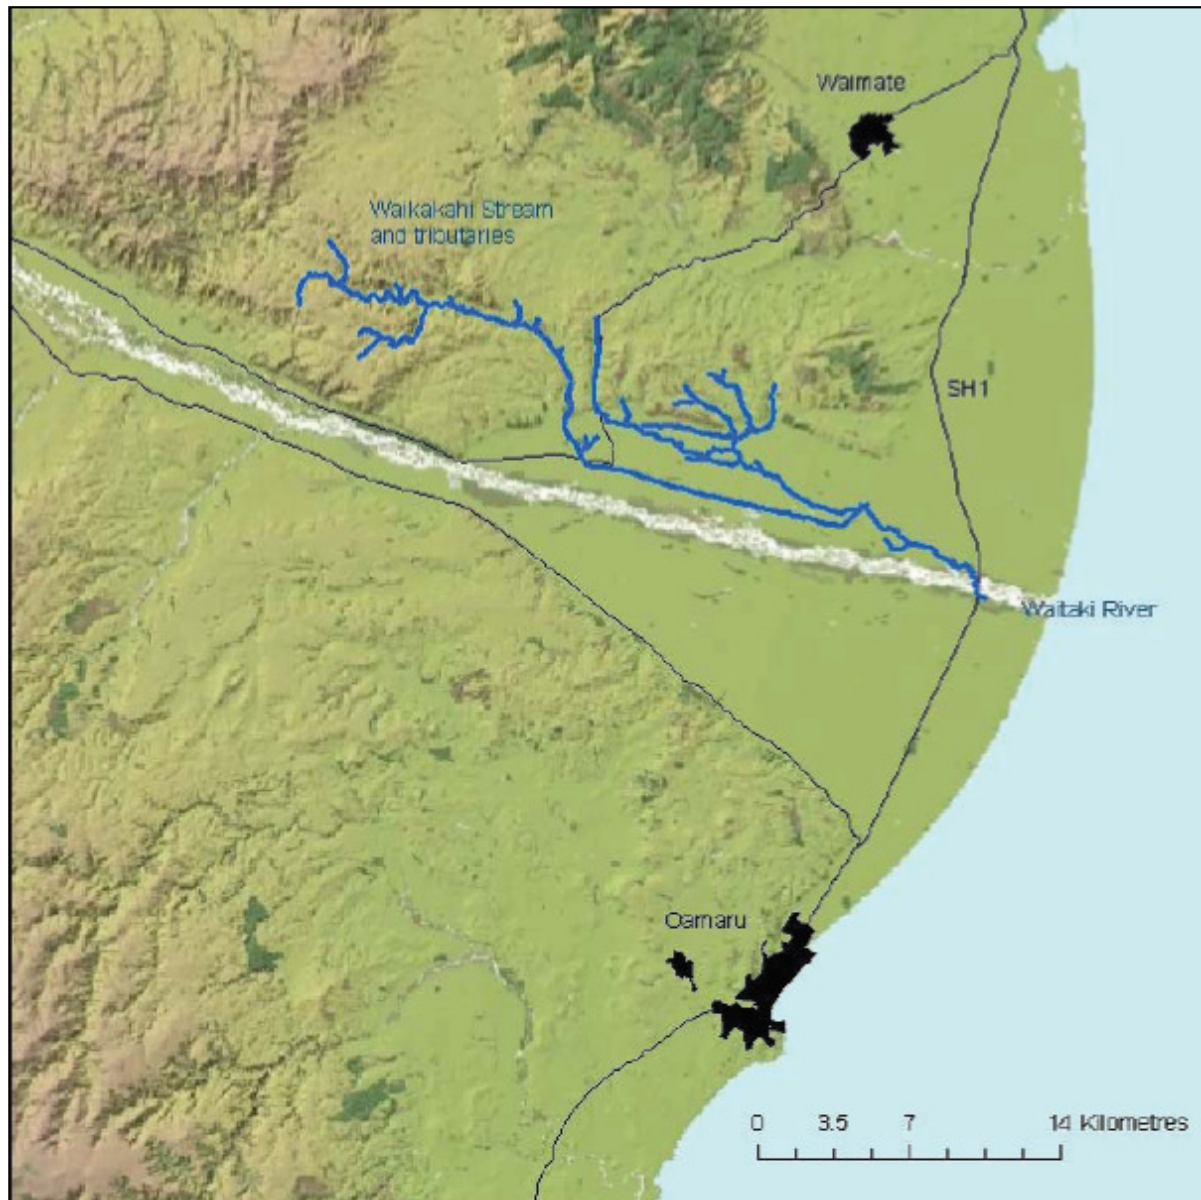 Waimate
Waikakahi Stream
and tributaries
SH1
Waitaki River
Oamaru
0 3.5 7 14 Kilometres